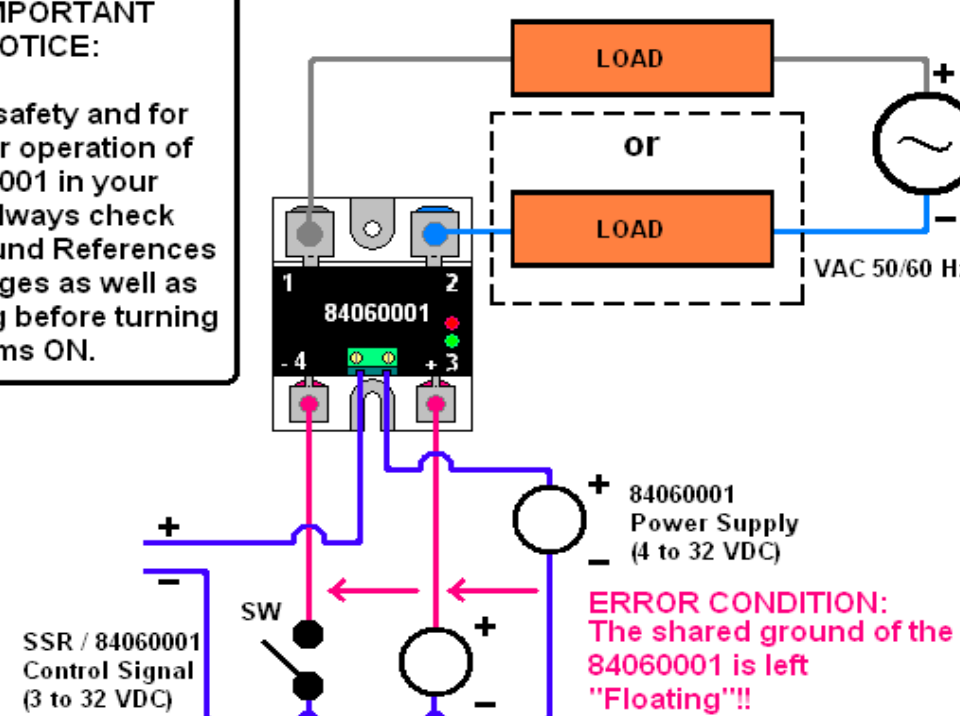 IMPORTANT
NOTICE:
safety and for
r operation of
001 in your
lways check
und References
ges as well as
g before turning
ms ON.
LOAD
or
LOAD
+
−
VAC 50/60 Hz
1
2
84060001
- 4
+ 3
+
−
84060001
Power Supply
(4 to 32 VDC)
+
−
SSR / 84060001
Control Signal
(3 to 32 VDC)
SW
+
−
ERROR CONDITION:
The shared ground of the
84060001 is left
"Floating"!!